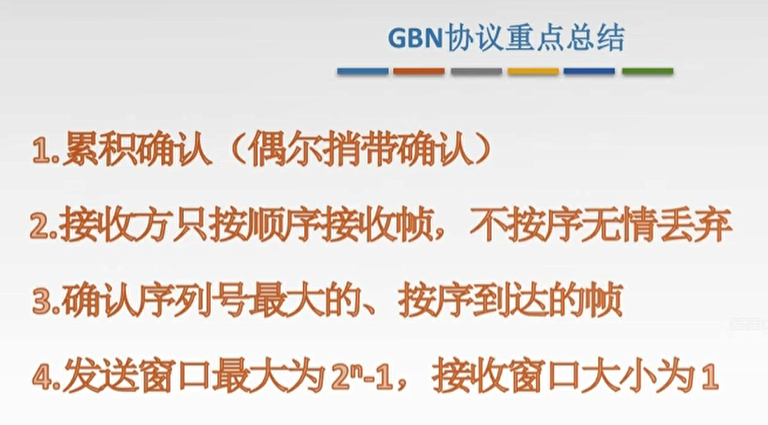 GBN协议重点总结
1.累积确认（偶尔捎带确认）
2.接收方只按顺序接收帧，不按序无情丢弃
3.确认序列号最大的、按序到达的帧
4.发送窗口最大为2ⁿ-1，接收窗口大小为1